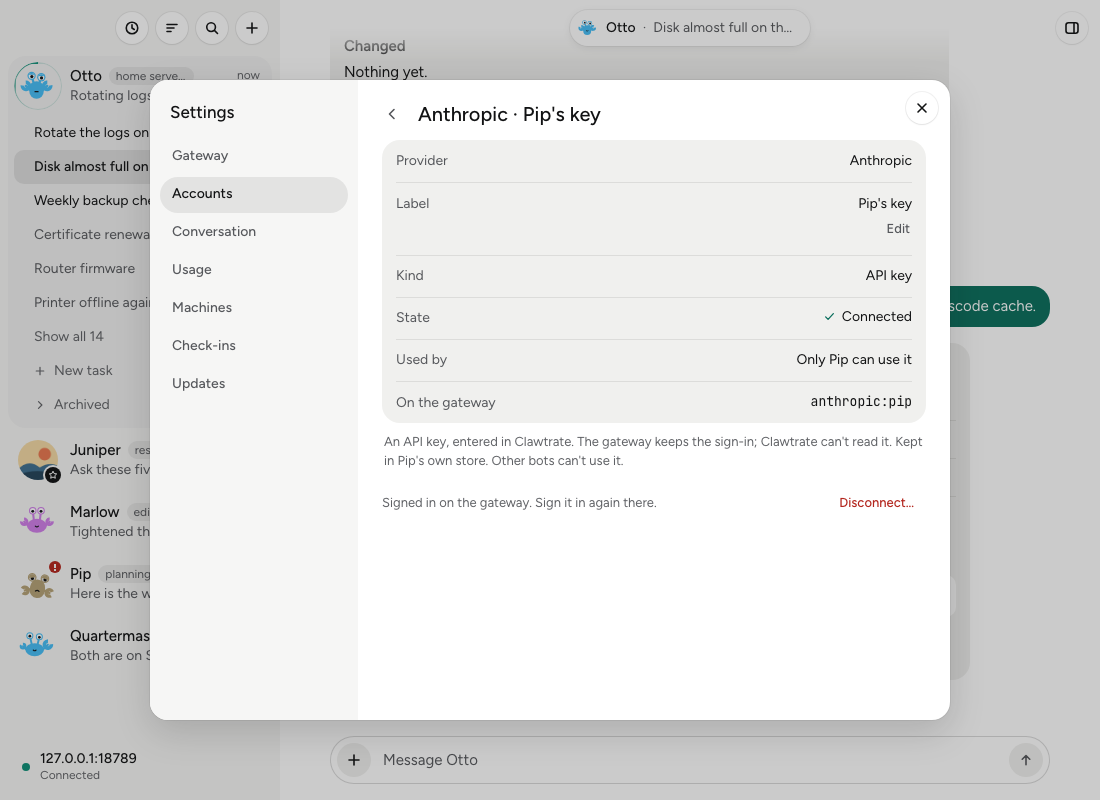 Otto · Disk almost full on th…
Otto home serve… now
Rotating logs
Rotate the logs on
Disk almost full on
Weekly backup che
Certificate renewa
Router firmware
Printer offline again
Show all 14
New task
Archived
Juniper res
Ask these fiv
Marlow edi
Tightened th
Pip planning
Here is the w
Quartermas
Both are on S
127.0.0.1:18789
Connected
Changed
Nothing yet.
scode cache.
Message Otto
Settings
Gateway
Accounts
Conversation
Usage
Machines
Check-ins
Updates
Anthropic · Pip's key
Provider Anthropic
Label Pip's key
Edit
Kind API key
State Connected
Used by Only Pip can use it
On the gateway anthropic:pip
An API key, entered in Clawtrate. The gateway keeps the sign-in; Clawtrate can't read it. Kept
in Pip's own store. Other bots can't use it.
Signed in on the gateway. Sign it in again there. Disconnect…